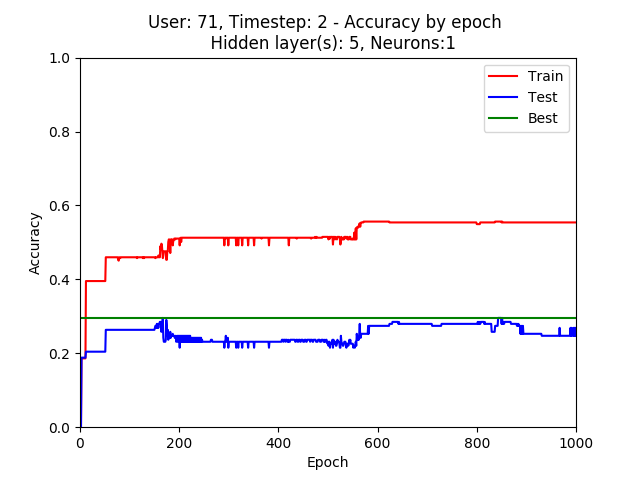 User: 71, Timestep: 2 - Accuracy by epoch
Hidden layer(s): 5, Neurons:1
Train
Test
Best
1.0
0.8
0.6
0.4
0.2
0.0
Accuracy
0 200 400 600 800 1000
Epoch